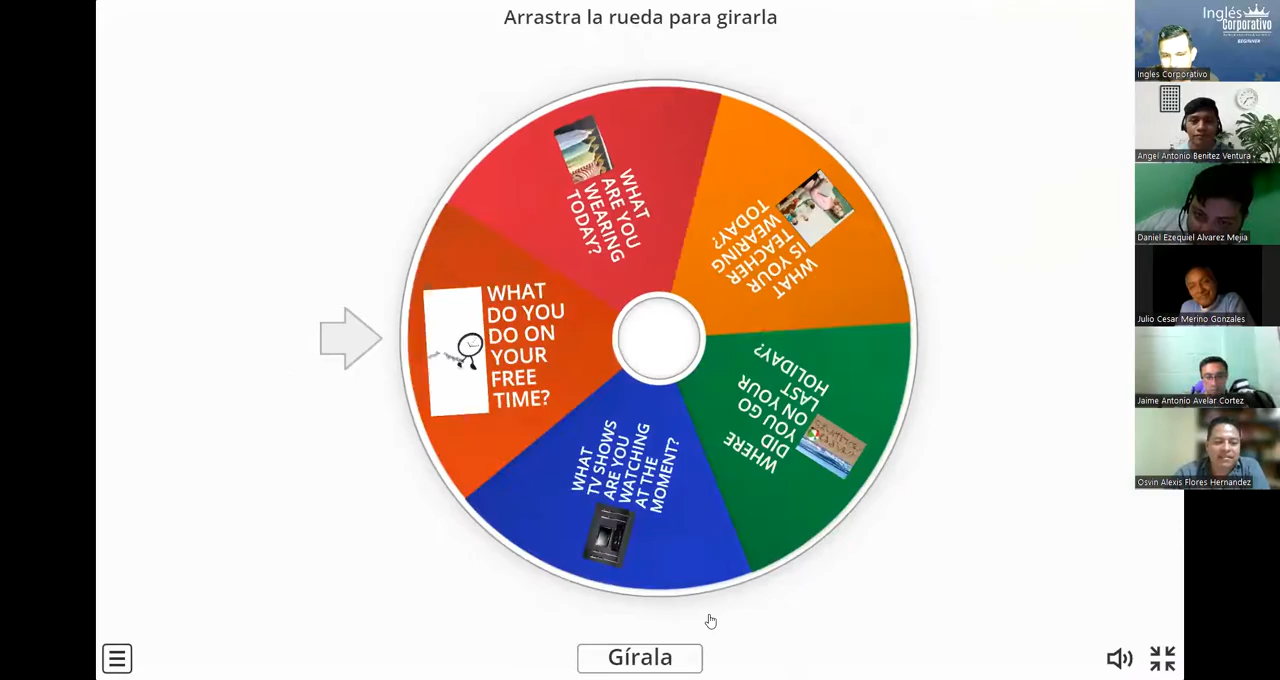 Arrastra la rueda para girarla
WHAT
ARE YOU
WEARING
TODAY?
WHAT
IS YOUR
TEACHER
WEARING
TODAY?
WHAT
DO YOU
DO ON
YOUR
FREE
TIME?
WHERE
DID
YOU GO
ON YOUR
LAST
HOLIDAY?
WHAT
TV SHOWS
ARE YOU
WATCHING
AT THE
MOMENT?
Gírala
Inglés
Corporativo
BEGINNER
Ingles Corporativo
Angel Antonio Benitez Ventura
Daniel Ezequiel Alvarez Mejia
Julio Cesar Merino Gonzales
Jaime Antonio Avelar Cortez
Osvin Alexis Flores Hernandez